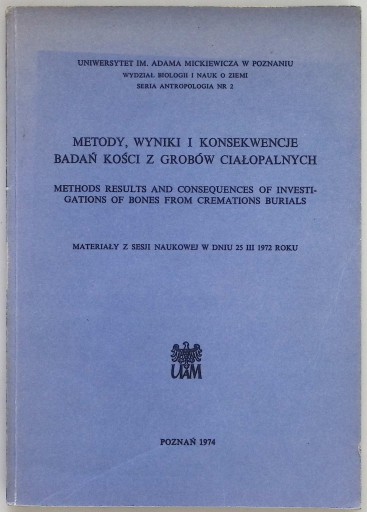 UNIWERSYTET IM. ADAMA MICKIEWICZA W POZNANIU
WYDZIAŁ BIOLOGII I NAUK O ZIEMI
SERIA ANTROPOLOGIA NR 2
METODY, WYNIKI I KONSEKWENCJE
BADAŃ KOŚCI Z GROBÓW CIAŁOPALNYCH
METHODS RESULTS AND CONSEQUENCES OF INVESTI-
GATIONS OF BONES FROM CREMATIONS BURIALS
MATERIAŁY Z SESJI NAUKOWEJ W DNIU 25 III 1972 ROKU
UAM
POZNAŃ 1974